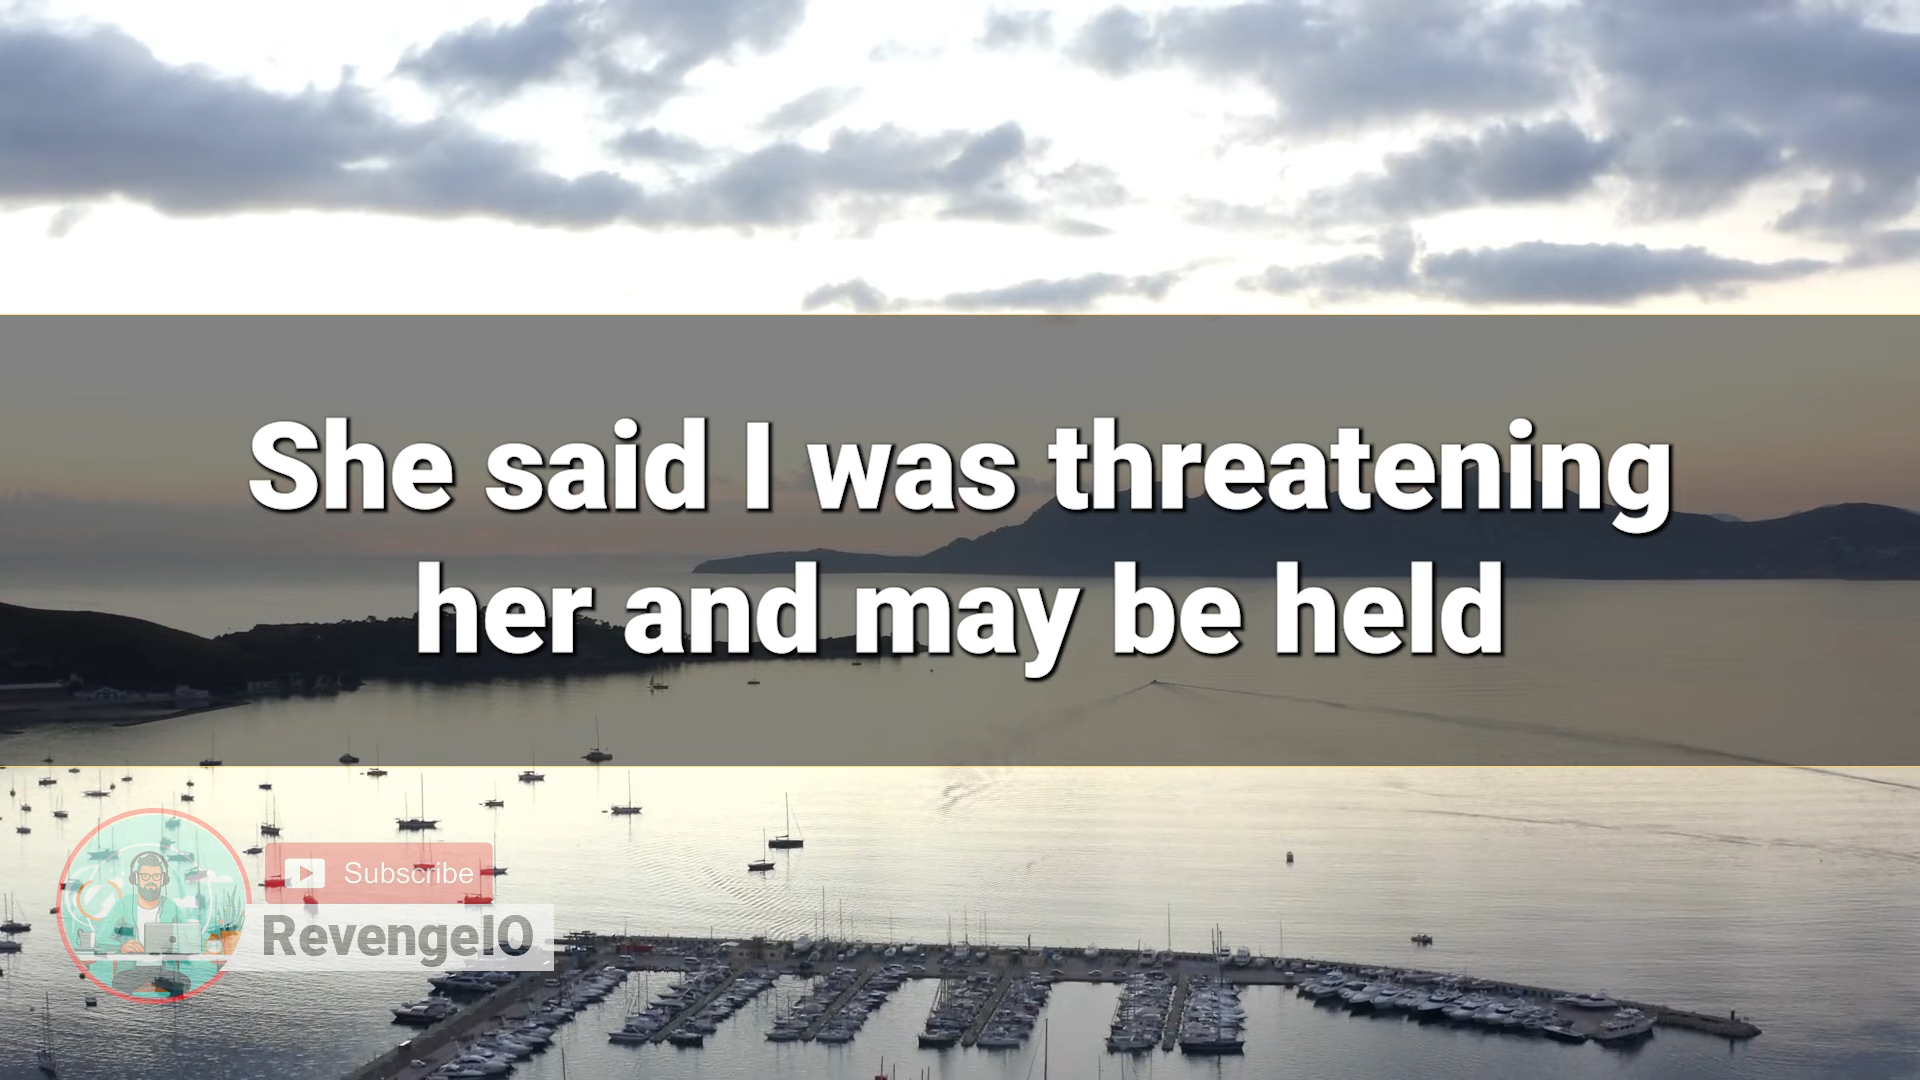 She said I was threatening
her and may be held
Subscribe
RevengeIO